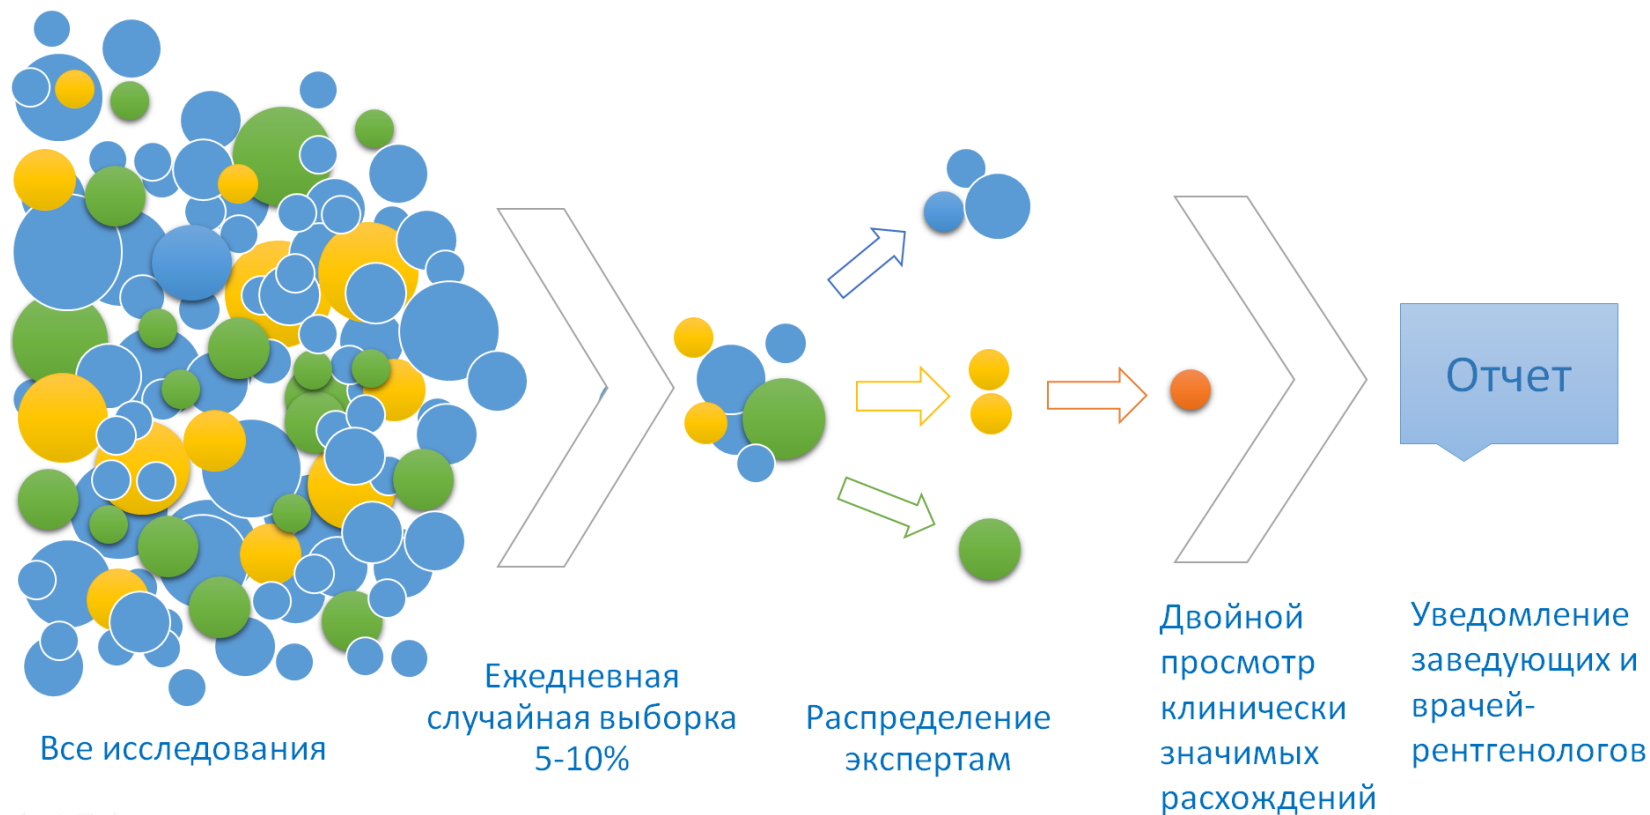 Все исследования
Ежедневная
случайная выборка
5-10%
Распределение
экспертам
Двойной
просмотр
клинически
значимых
расхождений
Отчет
Уведомление
заведующих и
врачей-
рентгенологов